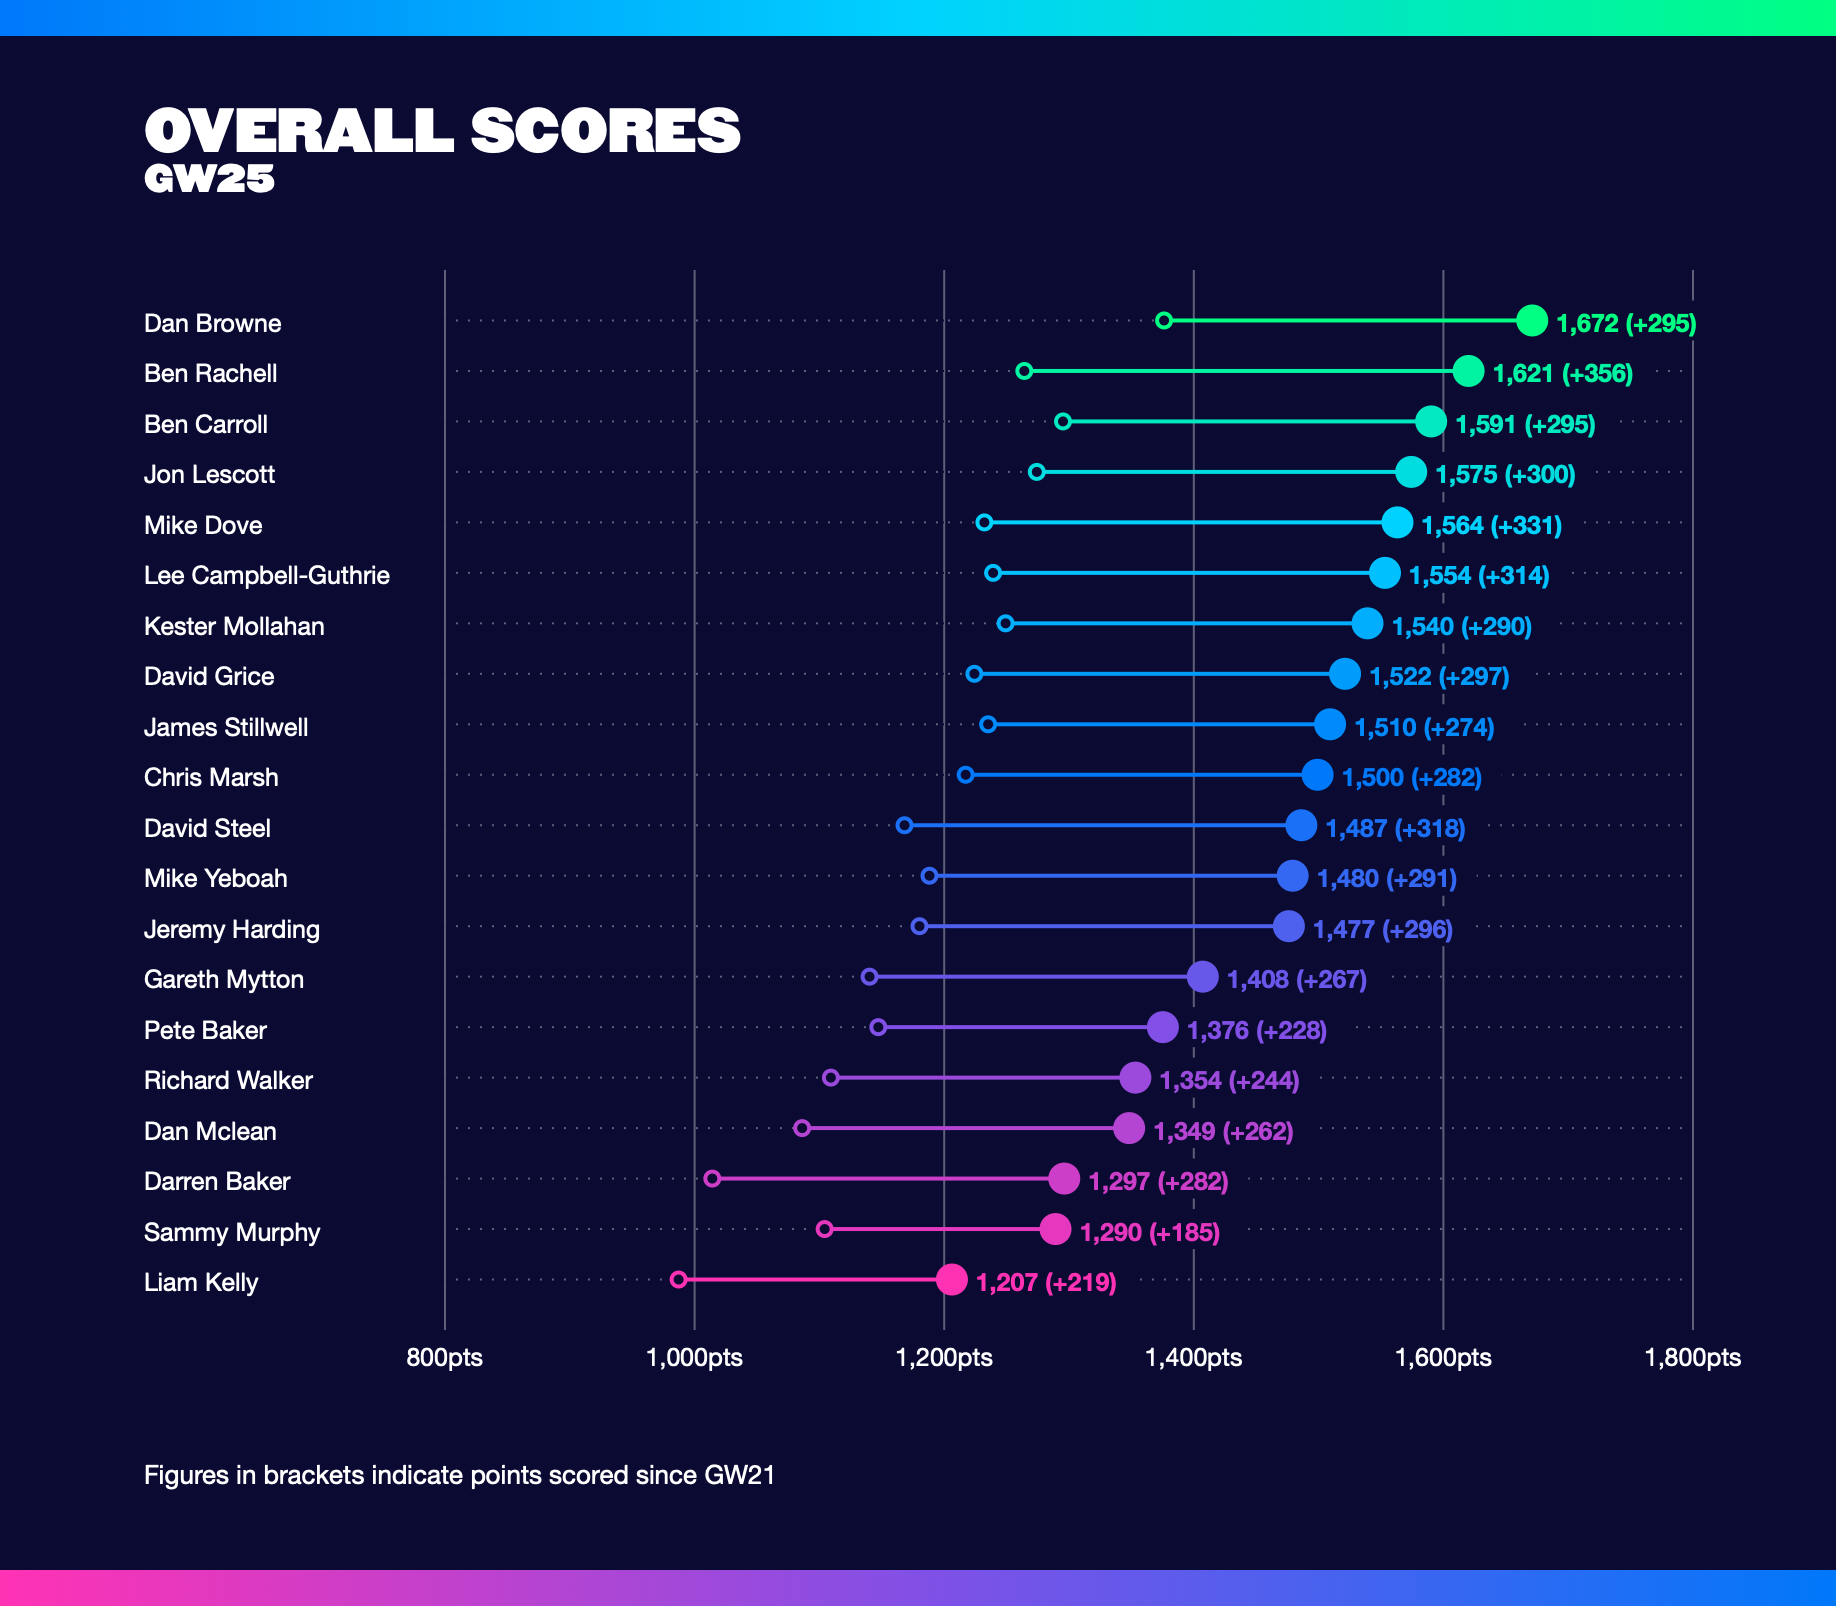 OVERALL SCORES
GW25
Dan Browne 1,672 (+295)
Ben Rachell 1,621 (+356)
Ben Carroll 1,591 (+295)
Jon Lescott 1,575 (+300)
Mike Dove 1,564 (+331)
Lee Campbell-Guthrie 1,554 (+314)
Kester Mollahan 1,540 (+290)
David Grice 1,522 (+297)
James Stillwell 1,510 (+274)
Chris Marsh 1,500 (+282)
David Steel 1,487 (+318)
Mike Yeboah 1,480 (+291)
Jeremy Harding 1,477 (+296)
Gareth Mytton 1,408 (+267)
Pete Baker 1,376 (+228)
Richard Walker 1,354 (+244)
Dan Mclean 1,349 (+262)
Darren Baker 1,297 (+282)
Sammy Murphy 1,290 (+185)
Liam Kelly 1,207 (+219)
800pts 1,000pts 1,200pts 1,400pts 1,600pts 1,800pts
Figures in brackets indicate points scored since GW21